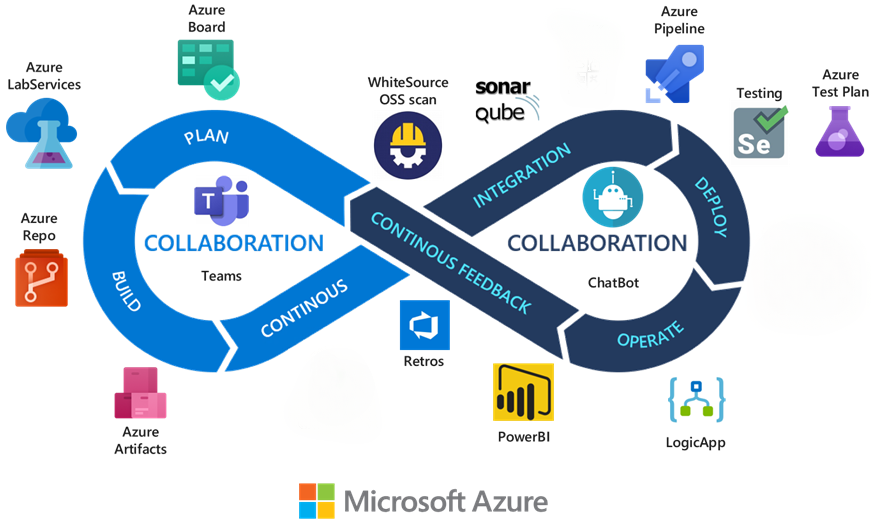 Azure
Board
Azure
Pipeline
Azure
LabServices
WhiteSource
OSS scan
sonar
qube
Testing
Se
Azure
Test Plan
PLAN
INTEGRATION
DEPLOY
T
COLLABORATION
Teams
COLLABORATION
ChatBot
Azure
Repo
BUILD
CONTINOUS
CONTINOUS FEEDBACK
OPERATE
Retros
Azure
Artifacts
PowerBI
LogicApp
Microsoft Azure